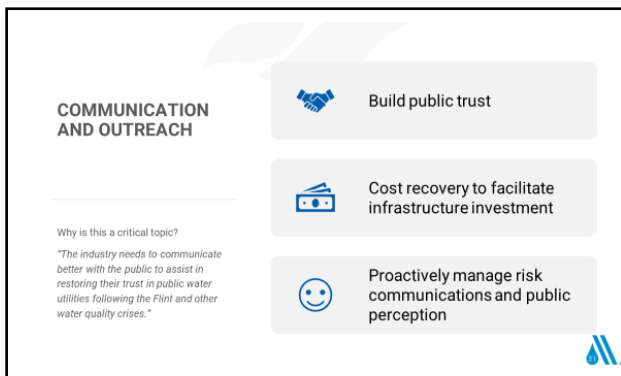 COMMUNICATION
AND OUTREACH
Why is this a critical topic?
"The industry needs to communicate
better with the public to assist in
restoring their trust in public water
utilities following the Flint and other
water quality crises."
Build public trust
Cost recovery to facilitate
infrastructure investment
Proactively manage risk
communications and public
perception
31